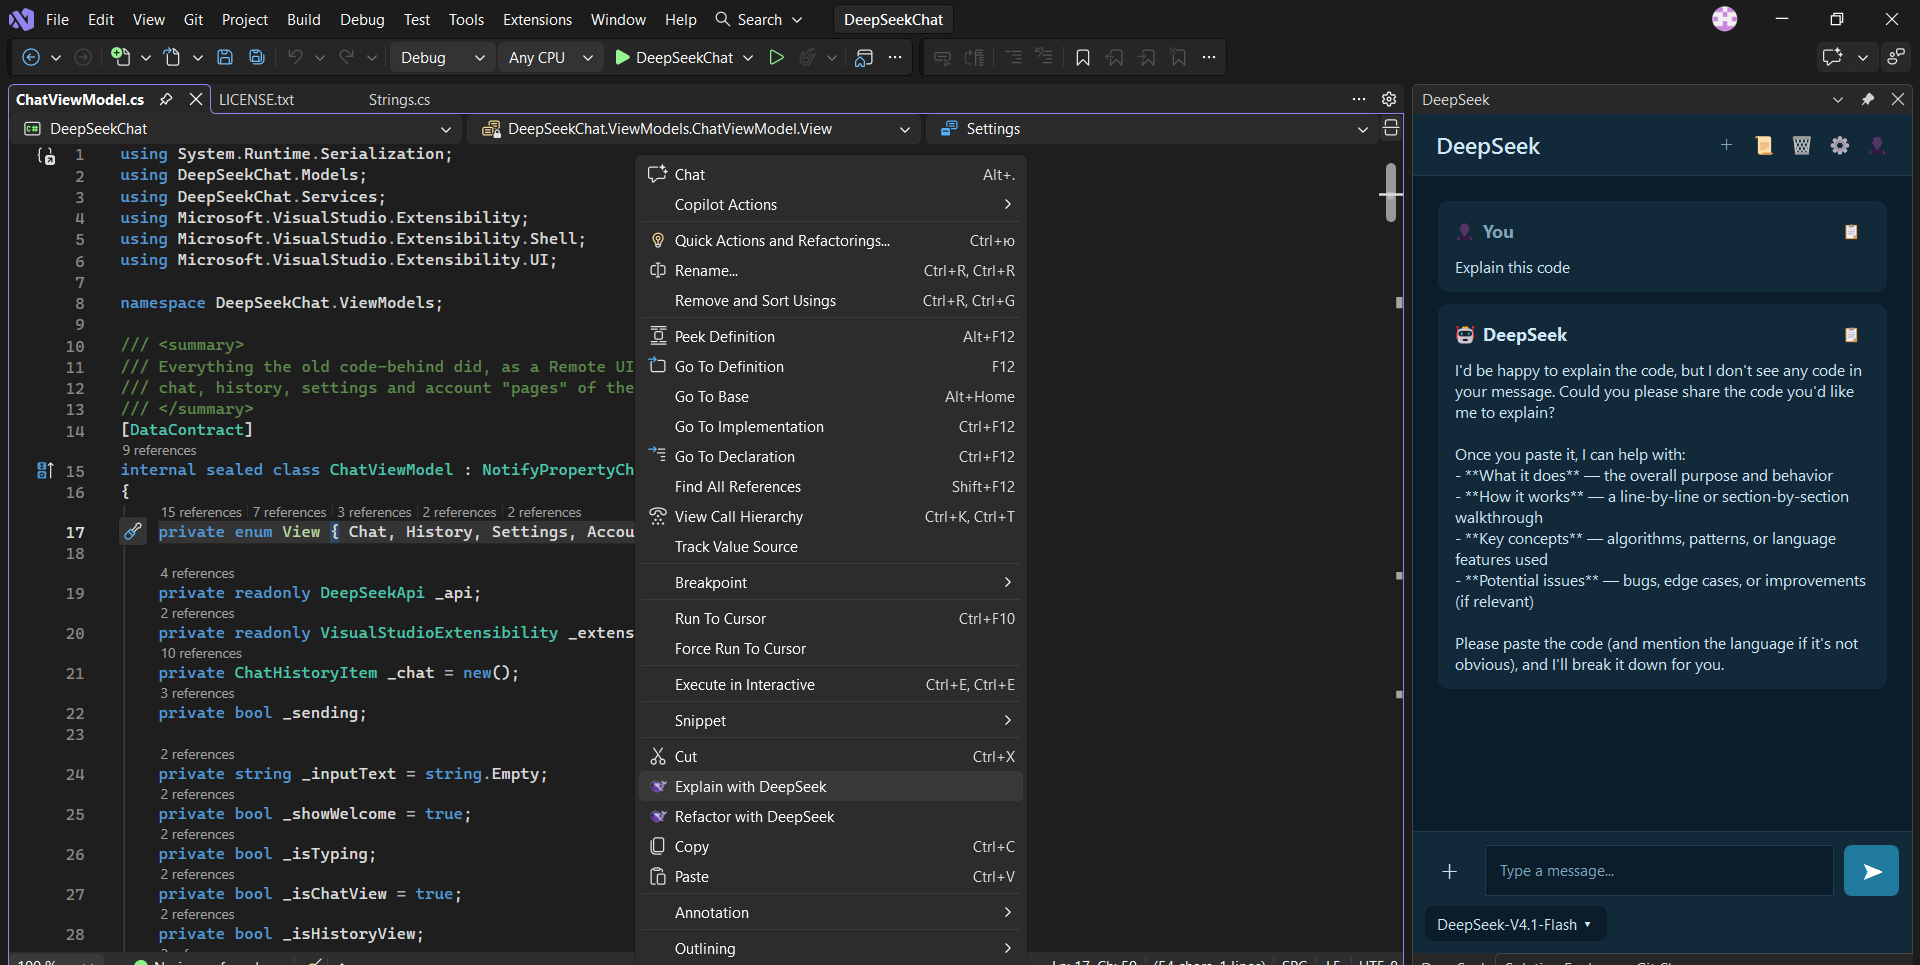 File Edit View Git Project Build Debug Test Tools Extensions Window Help Search DeepSeekChat
Debug Any CPU DeepSeekChat
ChatViewModel.cs LICENSE.txt Strings.cs
DeepSeekChat DeepSeekChat.ViewModels.ChatViewModel.View Settings
1 using System.Runtime.Serialization;
2 using DeepSeekChat.Models;
3 using DeepSeekChat.Services;
4 using Microsoft.VisualStudio.Extensibility;
5 using Microsoft.VisualStudio.Extensibility.Shell;
6 using Microsoft.VisualStudio.Extensibility.UI;
7
8 namespace DeepSeekChat.ViewModels;
9
10 /// <summary>
11 /// Everything the old code-behind did, as a Remote UI
12 /// chat, history, settings and account "pages" of the
13 /// </summary>
14 [DataContract]
9 references
15 internal sealed class ChatViewModel : NotifyPropertyCh
16 {
15 references 7 references 3 references 2 references 2 references
17 private enum View { Chat, History, Settings, Accou
18
4 references
19 private readonly DeepSeekApi _api;
2 references
20 private readonly VisualStudioExtensibility _extens
10 references
21 private ChatHistoryItem _chat = new();
3 references
22 private bool _sending;
23
2 references
24 private string _inputText = string.Empty;
2 references
25 private bool _showWelcome = true;
2 references
26 private bool _isTyping;
2 references
27 private bool _isChatView = true;
2 references
28 private bool _isHistoryView;
Chat Alt+.
Copilot Actions
Quick Actions and Refactorings... Ctrl+ю
Rename... Ctrl+R, Ctrl+R
Remove and Sort Usings Ctrl+R, Ctrl+G
Peek Definition Alt+F12
Go To Definition F12
Go To Base Alt+Home
Go To Implementation Ctrl+F12
Go To Declaration Ctrl+F12
Find All References Shift+F12
View Call Hierarchy Ctrl+K, Ctrl+T
Track Value Source
Breakpoint
Run To Cursor Ctrl+F10
Force Run To Cursor
Execute in Interactive Ctrl+E, Ctrl+E
Snippet
Cut Ctrl+X
Explain with DeepSeek
Refactor with DeepSeek
Copy Ctrl+C
Paste Ctrl+V
Annotation
Outlining
DeepSeek
DeepSeek
You
Explain this code
DeepSeek
I'd be happy to explain the code, but I don't see any code in
your message. Could you please share the code you'd like
me to explain?
Once you paste it, I can help with:
- **What it does** — the overall purpose and behavior
- **How it works** — a line-by-line or section-by-section
walkthrough
- **Key concepts** — algorithms, patterns, or language
features used
- **Potential issues** — bugs, edge cases, or improvements
(if relevant)
Please paste the code (and mention the language if it's not
obvious), and I'll break it down for you.
Type a message...
DeepSeek-V4.1-Flash